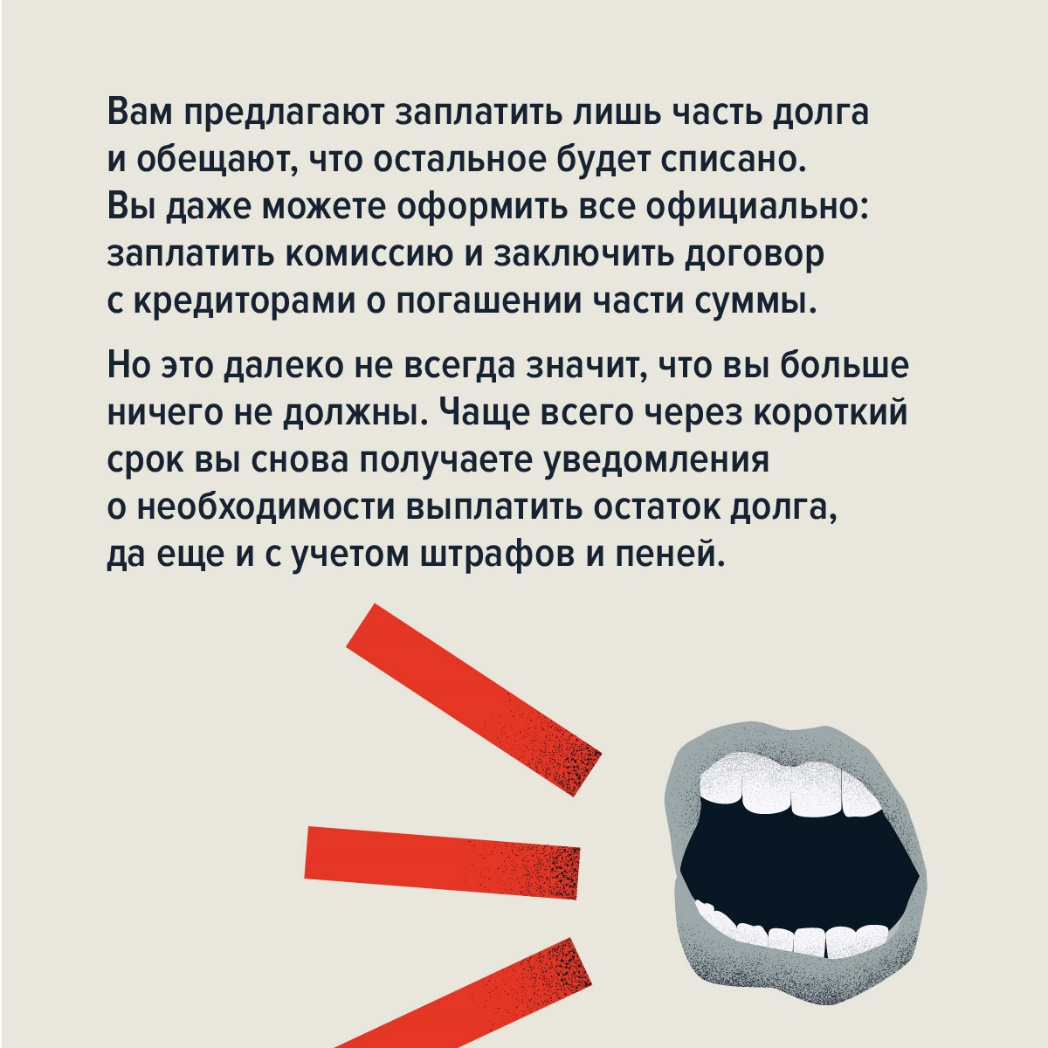 Вам предлагают заплатить лишь часть долга
и обещают, что остальное будет списано.
Вы даже можете оформить все официально:
заплатить комиссию и заключить договор
с кредиторами о погашении части суммы.
Но это далеко не всегда значит, что вы больше
ничего не должны. Чаще всего через короткий
срок вы снова получаете уведомления
о необходимости выплатить остаток долга,
да еще и с учетом штрафов и пеней.